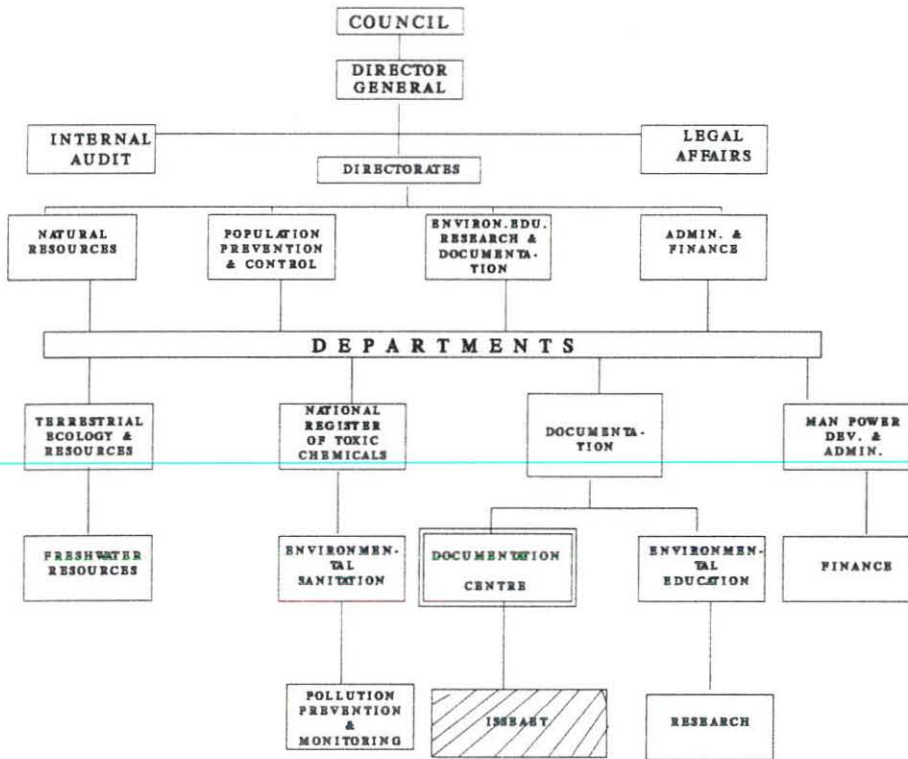 COUNCIL
DIRECTOR
GENERAL
INTERNAL
AUDIT
LEGAL
AFFAIRS
DIRECTORATES
NATURAL
RESOURCES
POPULATION
PREVENTION
& CONTROL
ENVIRON.EDU.
RESEARCH &
DOCUMENTA-
TION
ADMIN. &
FINANCE
DEPARTMENTS
TERRESTRIAL
ECOLOGY &
RESOURCES
NATIONAL
REGISTER
OF TOXIC
CHEMICALS
DOCUMENTA-
TION
MAN POWER
DEV. &
ADMIN.
FRESHWATER
RESOURCES
ENVIRONMEN-
TAL
SANITATION
DOCUMENTATION
CENTRE
ENVIRONMEN-
TAL
EDUCATION
FINANCE
POLLUTION
PREVENTION
&
MONITORING
RESEARCH